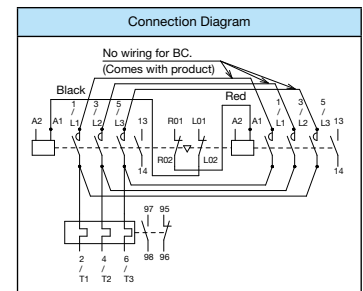 Connection Diagram
No wiring for BC.
(Comes with product)
Black
Red
1 3 5
/ / /
A2 A1 L1 L2 L3 13
R01 L01
A2 A1
1 3 5
/ / /
L1 L2 L3 13
R02 L02
14
14
97 95
98 96
2 4 6
/ / /
T1 T2 T3